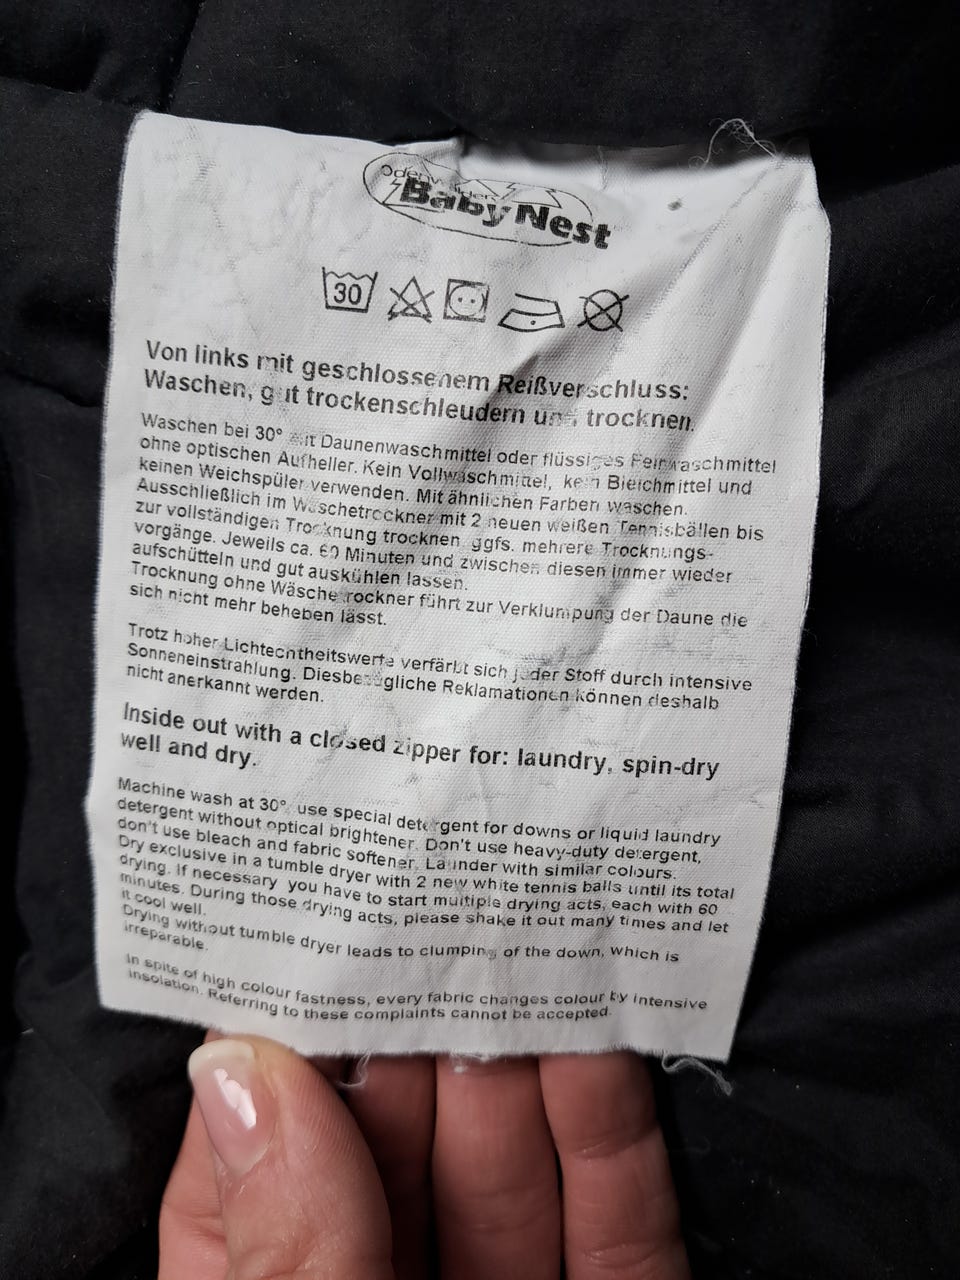 Odenwälder
Baby Nest
30
Von links mit geschlossenem Reißverschluss:
Waschen, gut trockenschleudern und trocknen.
Waschen bei 30° mit Daunenwaschmittel oder flüssiges Feinwaschmittel
ohne optischen Aufheller. Kein Vollwaschmittel, kein Bleichmittel und
keinen Weichspüler verwenden. Mit ähnlichen Farben waschen.
Ausschließlich im Wäschetrockner mit 2 neuen weißen Tennisbällen bis
zur vollständigen Trocknung trocknen ggfs. mehrere Trocknungs-
vorgänge. Jeweils ca. 60 Minuten und zwischen diesen immer wieder
aufschütteln und gut auskühlen lassen.
Trocknung ohne Wäschetrockner führt zur Verklumpung der Daune die
sich nicht mehr beheben lässt.
Trotz hoher Lichtechtheitswerte verfärbt sich jeder Stoff durch intensive
Sonneneinstrahlung. Diesbezügliche Reklamationen können deshalb
nicht anerkannt werden.
Inside out with a closed zipper for: laundry, spin-dry
well and dry.
Machine wash at 30°, use special detergent for downs or liquid laundry
detergent without optical brightener. Don't use heavy-duty detergent,
don't use bleach and fabric softener. Launder with similar colours.
Dry exclusive in a tumble dryer with 2 new white tennis balls until its total
drying. If necessary you have to start multiple drying acts, each with 60
minutes. During those drying acts, please shake it out many times and let
it cool well.
Drying without tumble dryer leads to clumping of the down, which is
irreparable.
In spite of high colour fastness, every fabric changes colour by intensive
insolation. Referring to these complaints cannot be accepted.